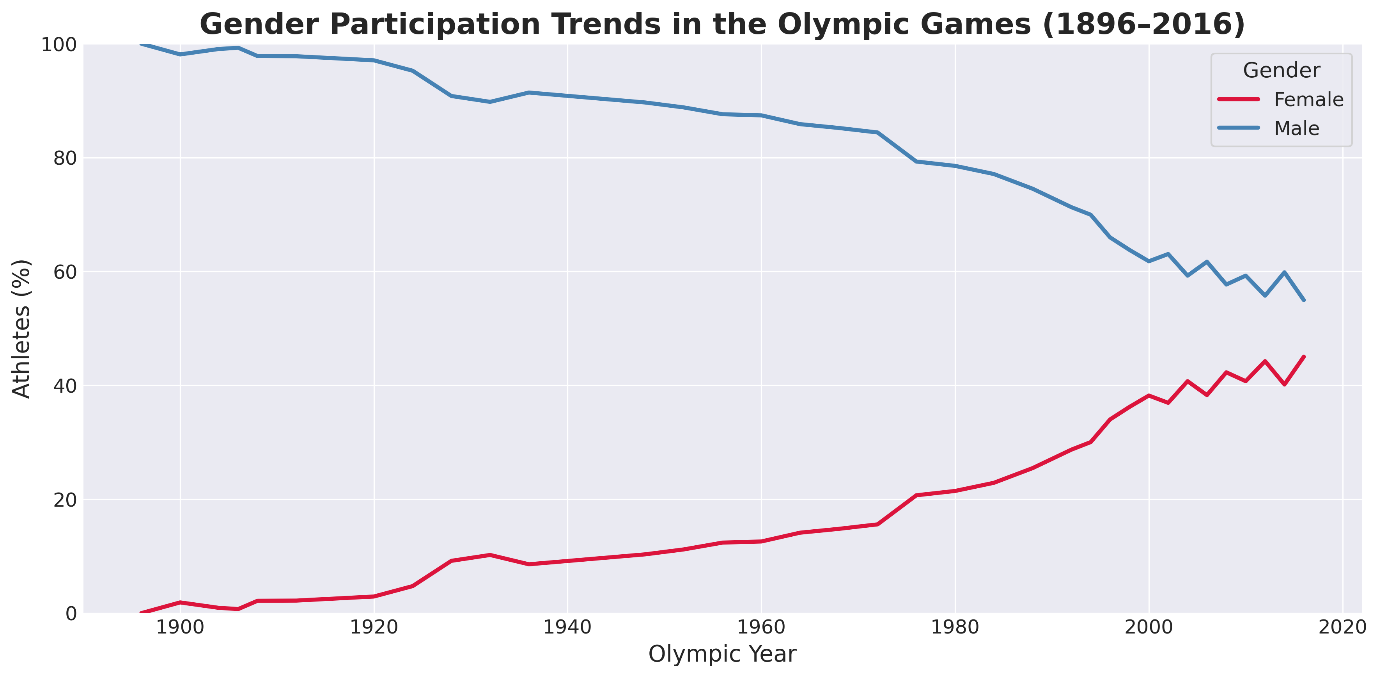 Gender Participation Trends in the Olympic Games (1896–2016)
100
80
60
40
20
0
Athletes (%)
Gender
Female
Male
1900 1920 1940 1960 1980 2000 2020
Olympic Year